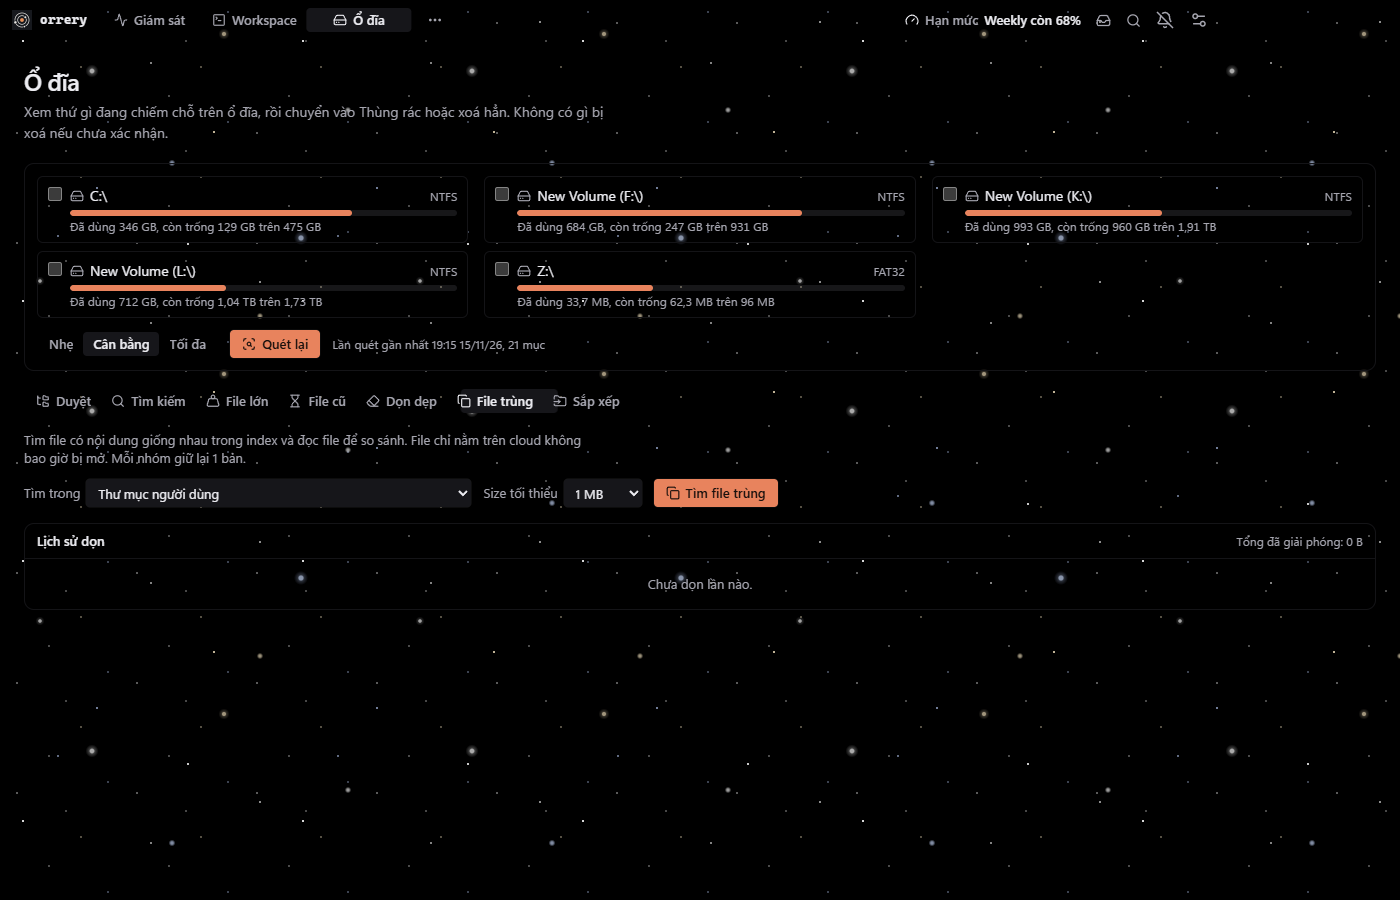 orrery
Giám sát
Workspace
Ổ đĩa
Hạn mức Weekly còn 68%
Ổ đĩa
Xem thứ gì đang chiếm chỗ trên ổ đĩa, rồi chuyển vào Thùng rác hoặc xoá hẳn. Không có gì bị
xoá nếu chưa xác nhận.
C:\
NTFS
Đã dùng 346 GB, còn trống 129 GB trên 475 GB
New Volume (F:\)
NTFS
Đã dùng 684 GB, còn trống 247 GB trên 931 GB
New Volume (K:\)
NTFS
Đã dùng 993 GB, còn trống 960 GB trên 1,91 TB
New Volume (L:\)
NTFS
Đã dùng 712 GB, còn trống 1,04 TB trên 1,73 TB
Z:\
FAT32
Đã dùng 33,7 MB, còn trống 62,3 MB trên 96 MB
Nhẹ
Cân bằng
Tối đa
Quét lại
Lần quét gần nhất 19:15 15/11/26, 21 mục
Duyệt
Tìm kiếm
File lớn
File cũ
Dọn dẹp
File trùng
Sắp xếp
Tìm file có nội dung giống nhau trong index và đọc file để so sánh. File chỉ nằm trên cloud không
bao giờ bị mở. Mỗi nhóm giữ lại 1 bản.
Tìm trong
Thư mục người dùng
Size tối thiểu
1 MB
Tìm file trùng
Lịch sử dọn
Tổng đã giải phóng: 0 B
Chưa dọn lần nào.